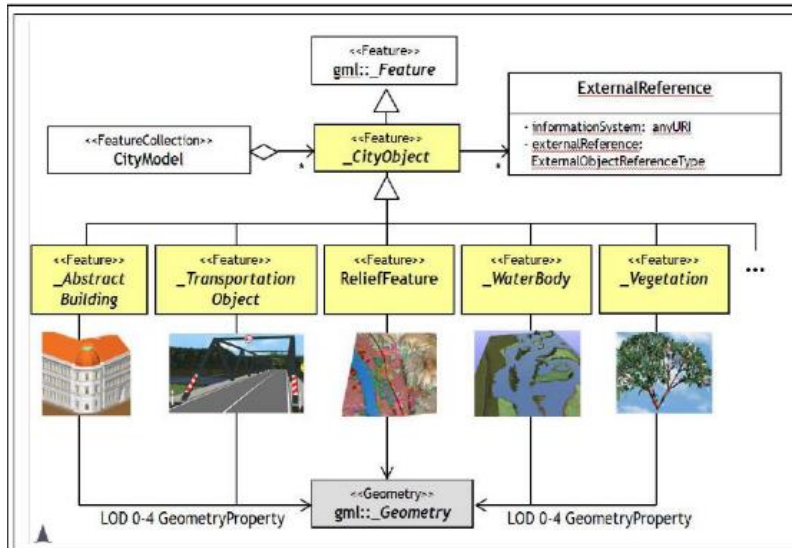 <<Feature>>
gml::_Feature
ExternalReference
- informationSystem: anyURI
- externalReference:
ExternalObjectReferenceType
<<FeatureCollection>>
CityModel
*
<<Feature>>
_CityObject
*
<<Feature>>
_Abstract
Building
<<Feature>>
_Transportation
Object
<<Feature>>
ReliefFeature
<<Feature>>
_WaterBody
<<Feature>>
_Vegetation
...
LOD 0-4 GeometryProperty
<<Geometry>>
gml::_Geometry
LOD 0-4 GeometryProperty